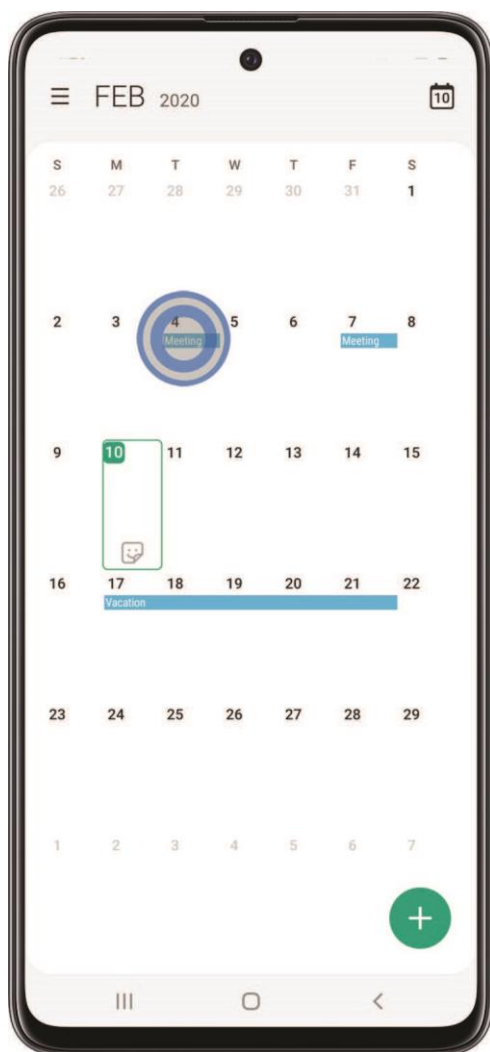 FEB 2020
10
S M T W T F S
26 27 28 29 30 31 1
2 3 4 5 6 7 8
Meeting Meeting
9 10 11 12 13 14 15
16 17 18 19 20 21 22
Vacation
23 24 25 26 27 28 29
1 2 3 4 5 6 7